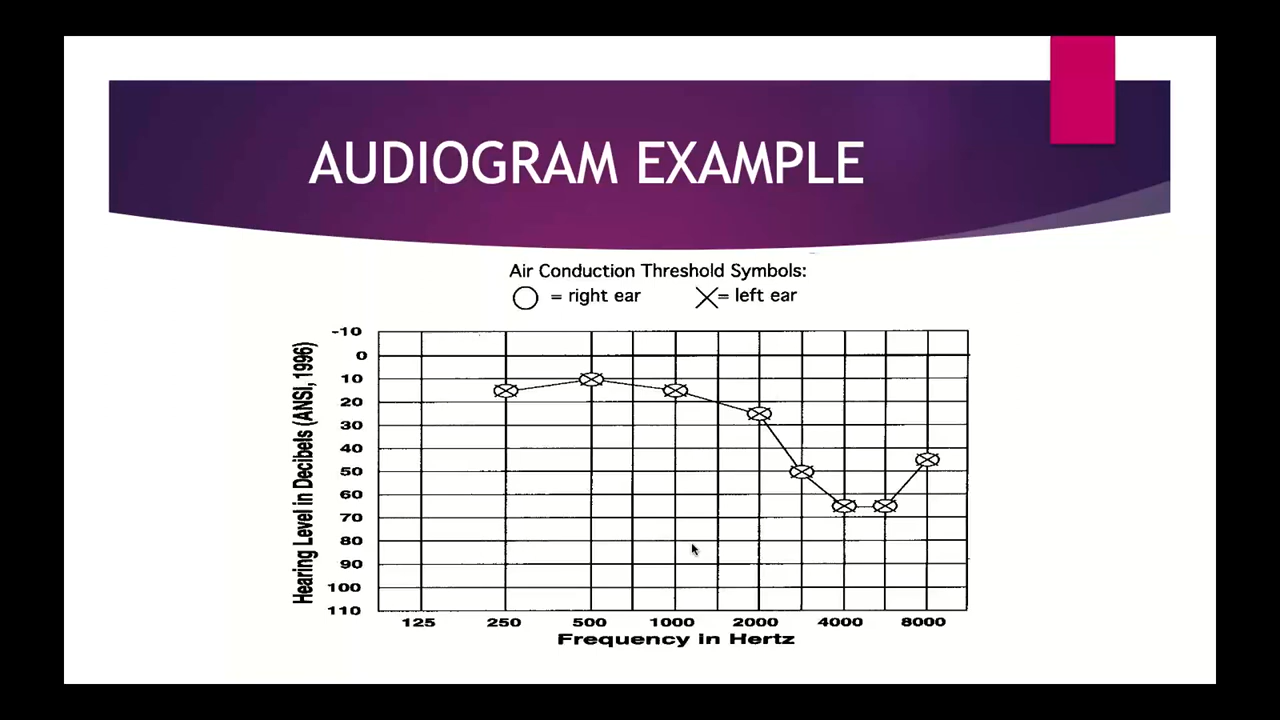 AUDIOGRAM EXAMPLE
Air Conduction Threshold Symbols:
= right ear = left ear
Hearing Level in Decibels (ANSI, 1996)
-10
0
10
20
30
40
50
60
70
80
90
100
110
125 250 500 1000 2000 4000 8000
Frequency in Hertz